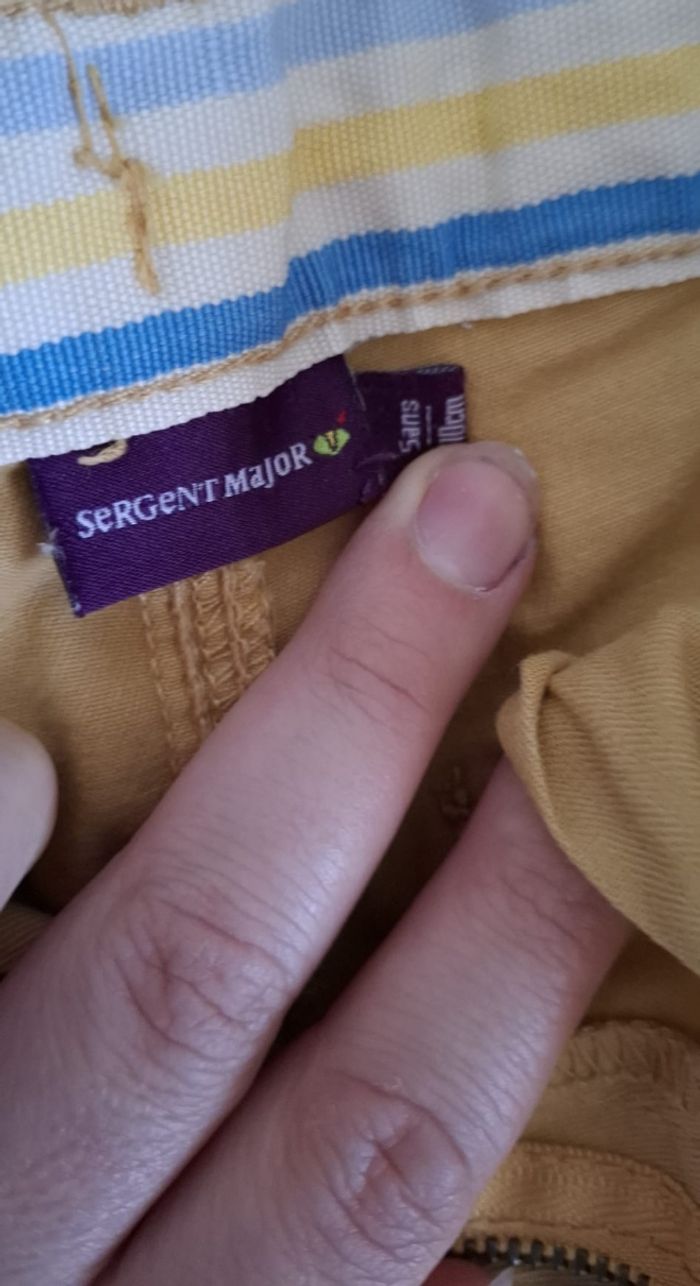 SeRGeNT MaJoR
5ans
110cm